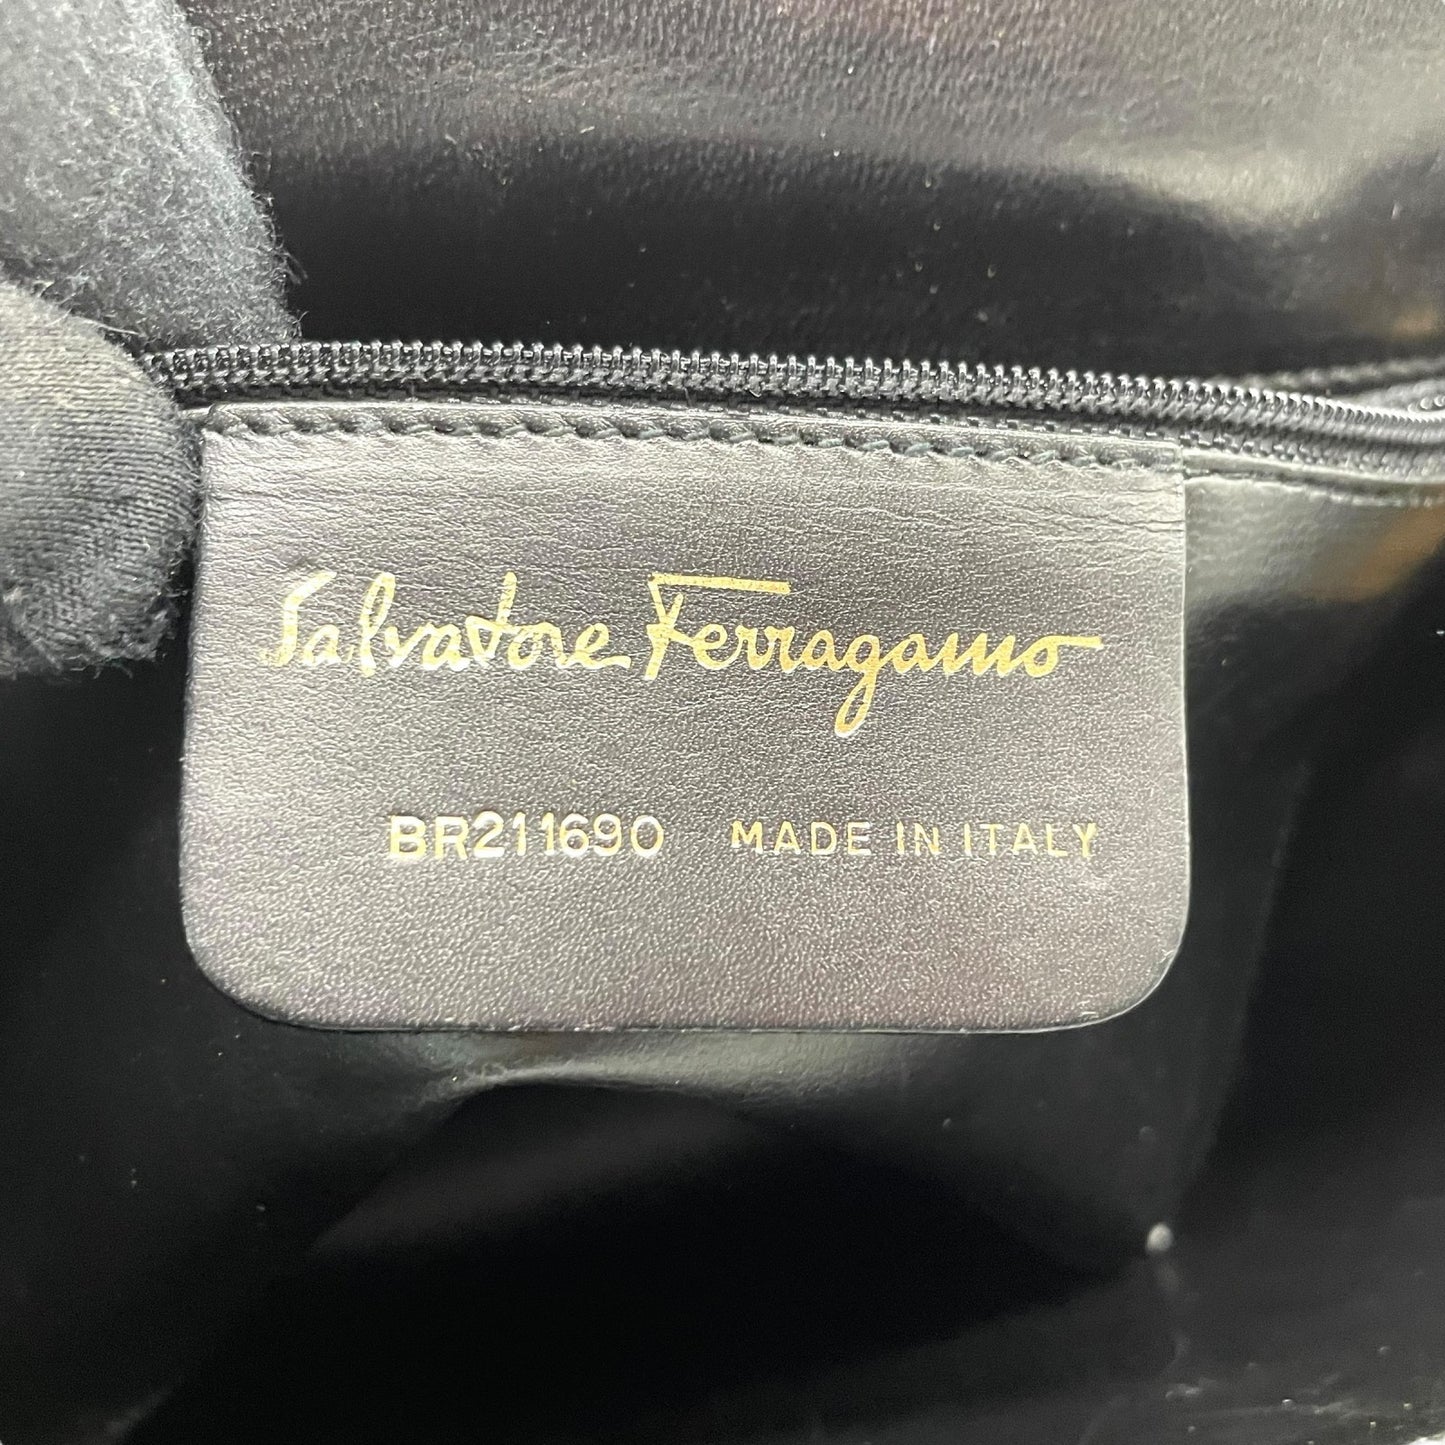 Salvatore Ferragamo
BR211690 MADE IN ITALY